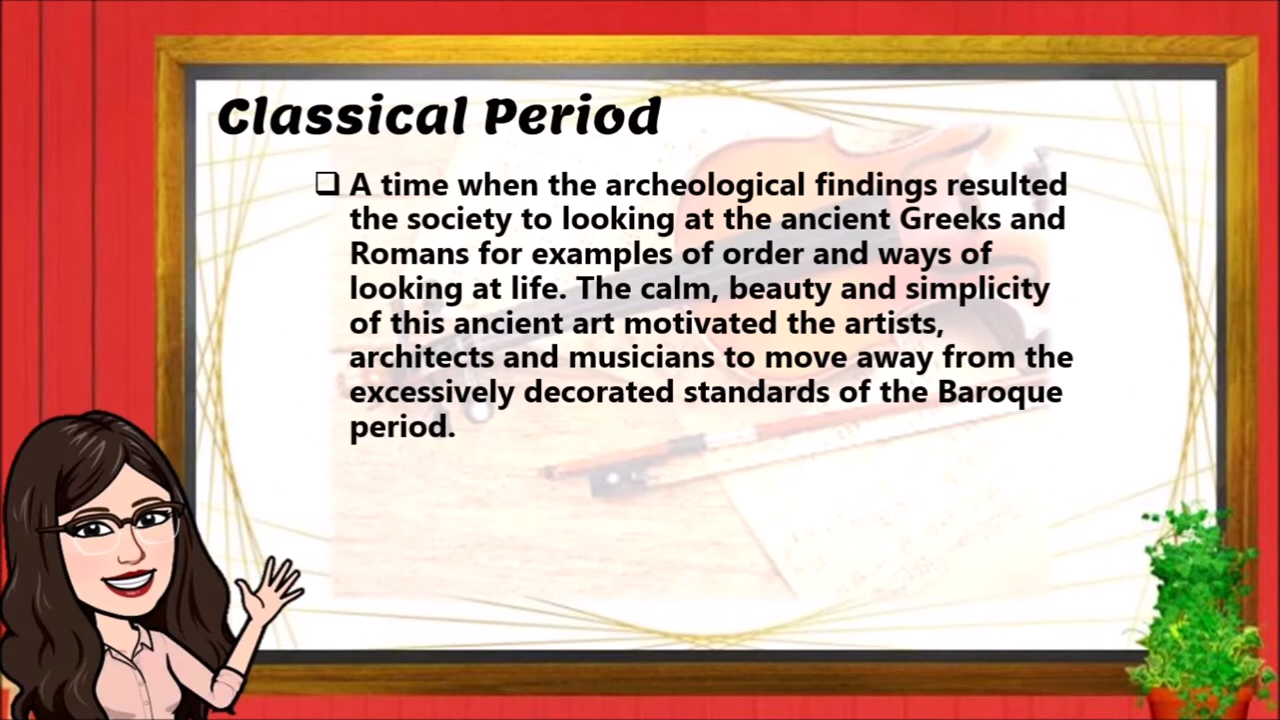 Classical Period
❑ A time when the archeological findings resulted
the society to looking at the ancient Greeks and
Romans for examples of order and ways of
looking at life. The calm, beauty and simplicity
of this ancient art motivated the artists,
architects and musicians to move away from the
excessively decorated standards of the Baroque
period.